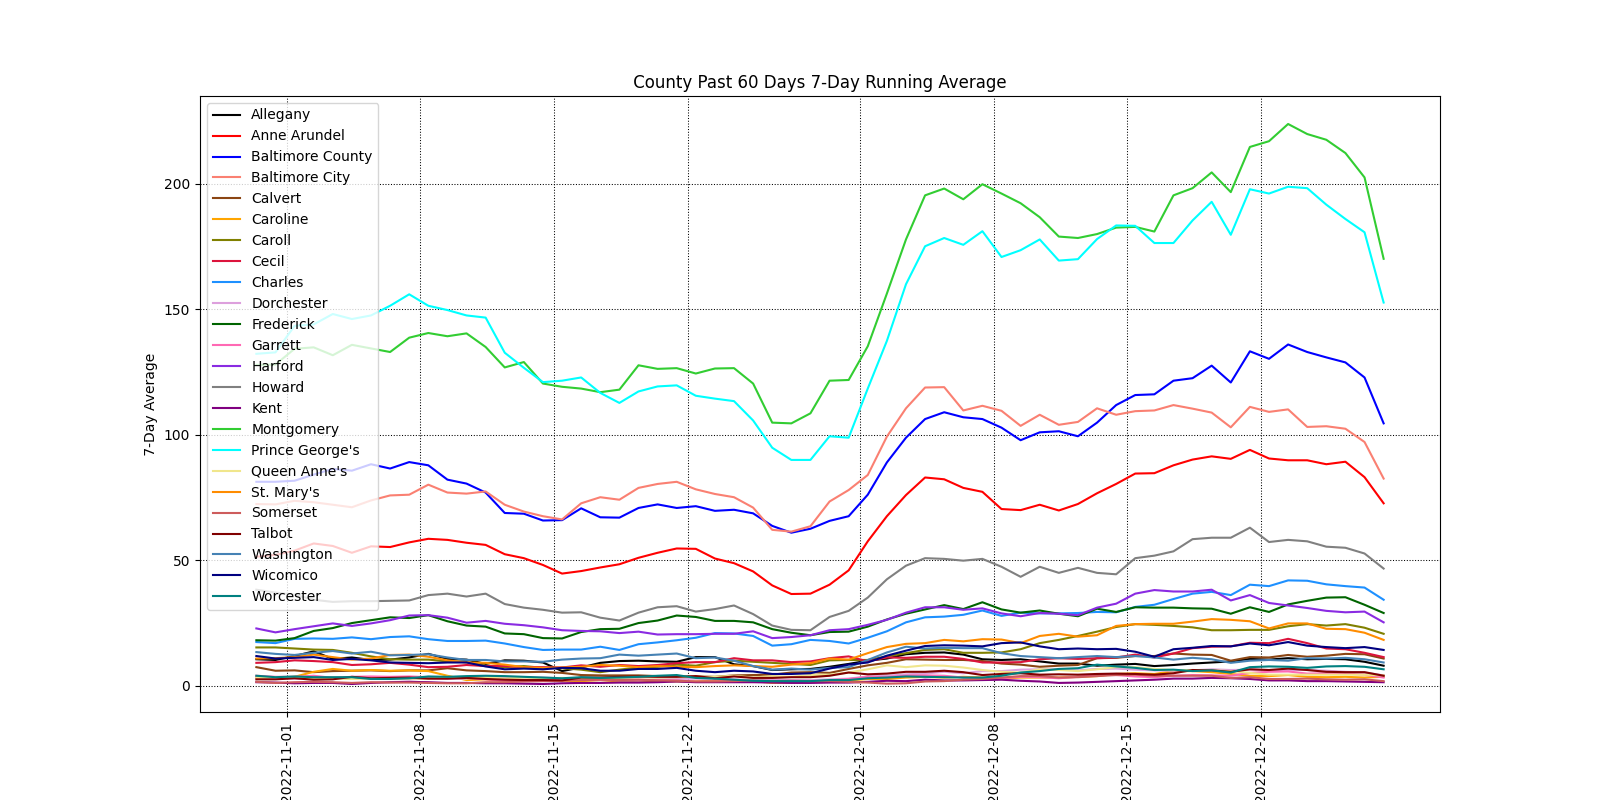 County Past 60 Days 7-Day Running Average
7-Day Average
200
150
100
50
0
Allegany
Anne Arundel
Baltimore County
Baltimore City
Calvert
Caroline
Caroll
Cecil
Charles
Dorchester
Frederick
Garrett
Harford
Howard
Kent
Montgomery
Prince George's
Queen Anne's
St. Mary's
Somerset
Talbot
Washington
Wicomico
Worcester
2022-11-01
2022-11-08
2022-11-15
2022-11-22
2022-12-01
2022-12-08
2022-12-15
2022-12-22